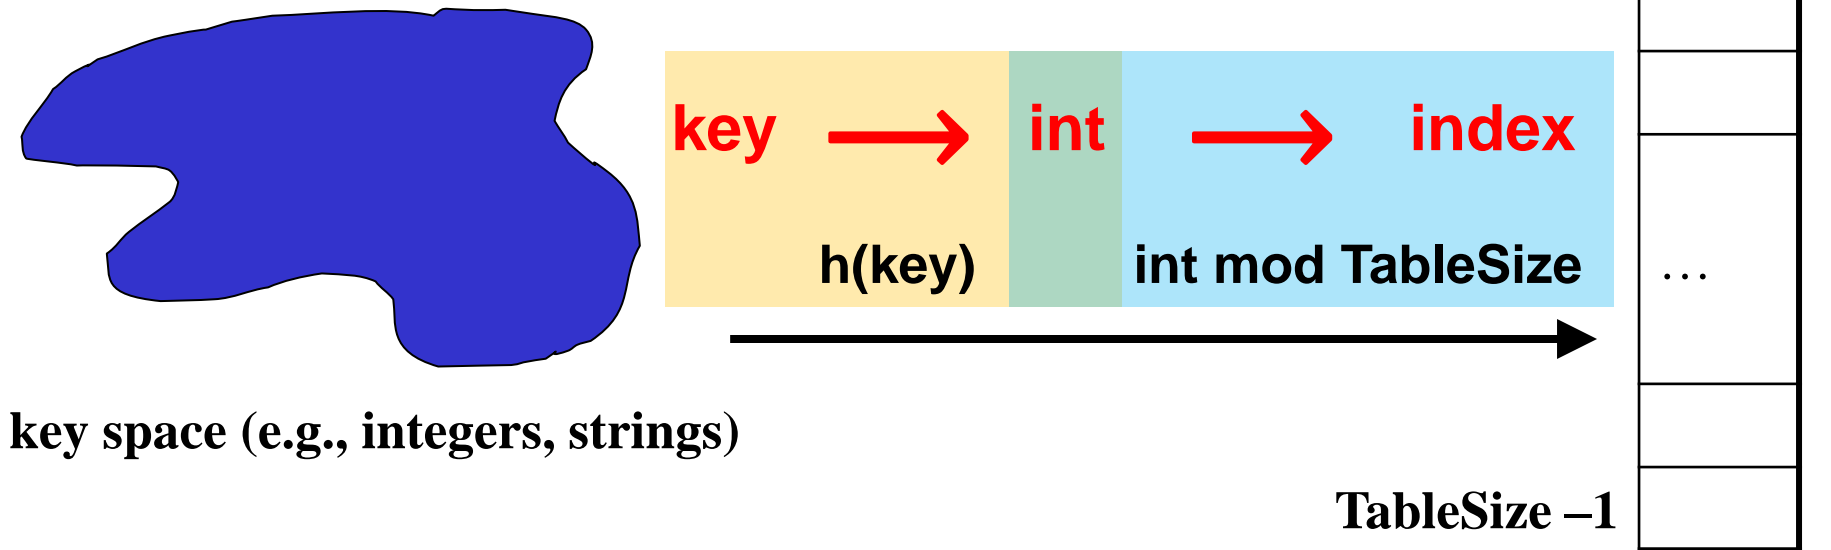 key → int → index
h(key) int mod TableSize
…
key space (e.g., integers, strings)
TableSize –1